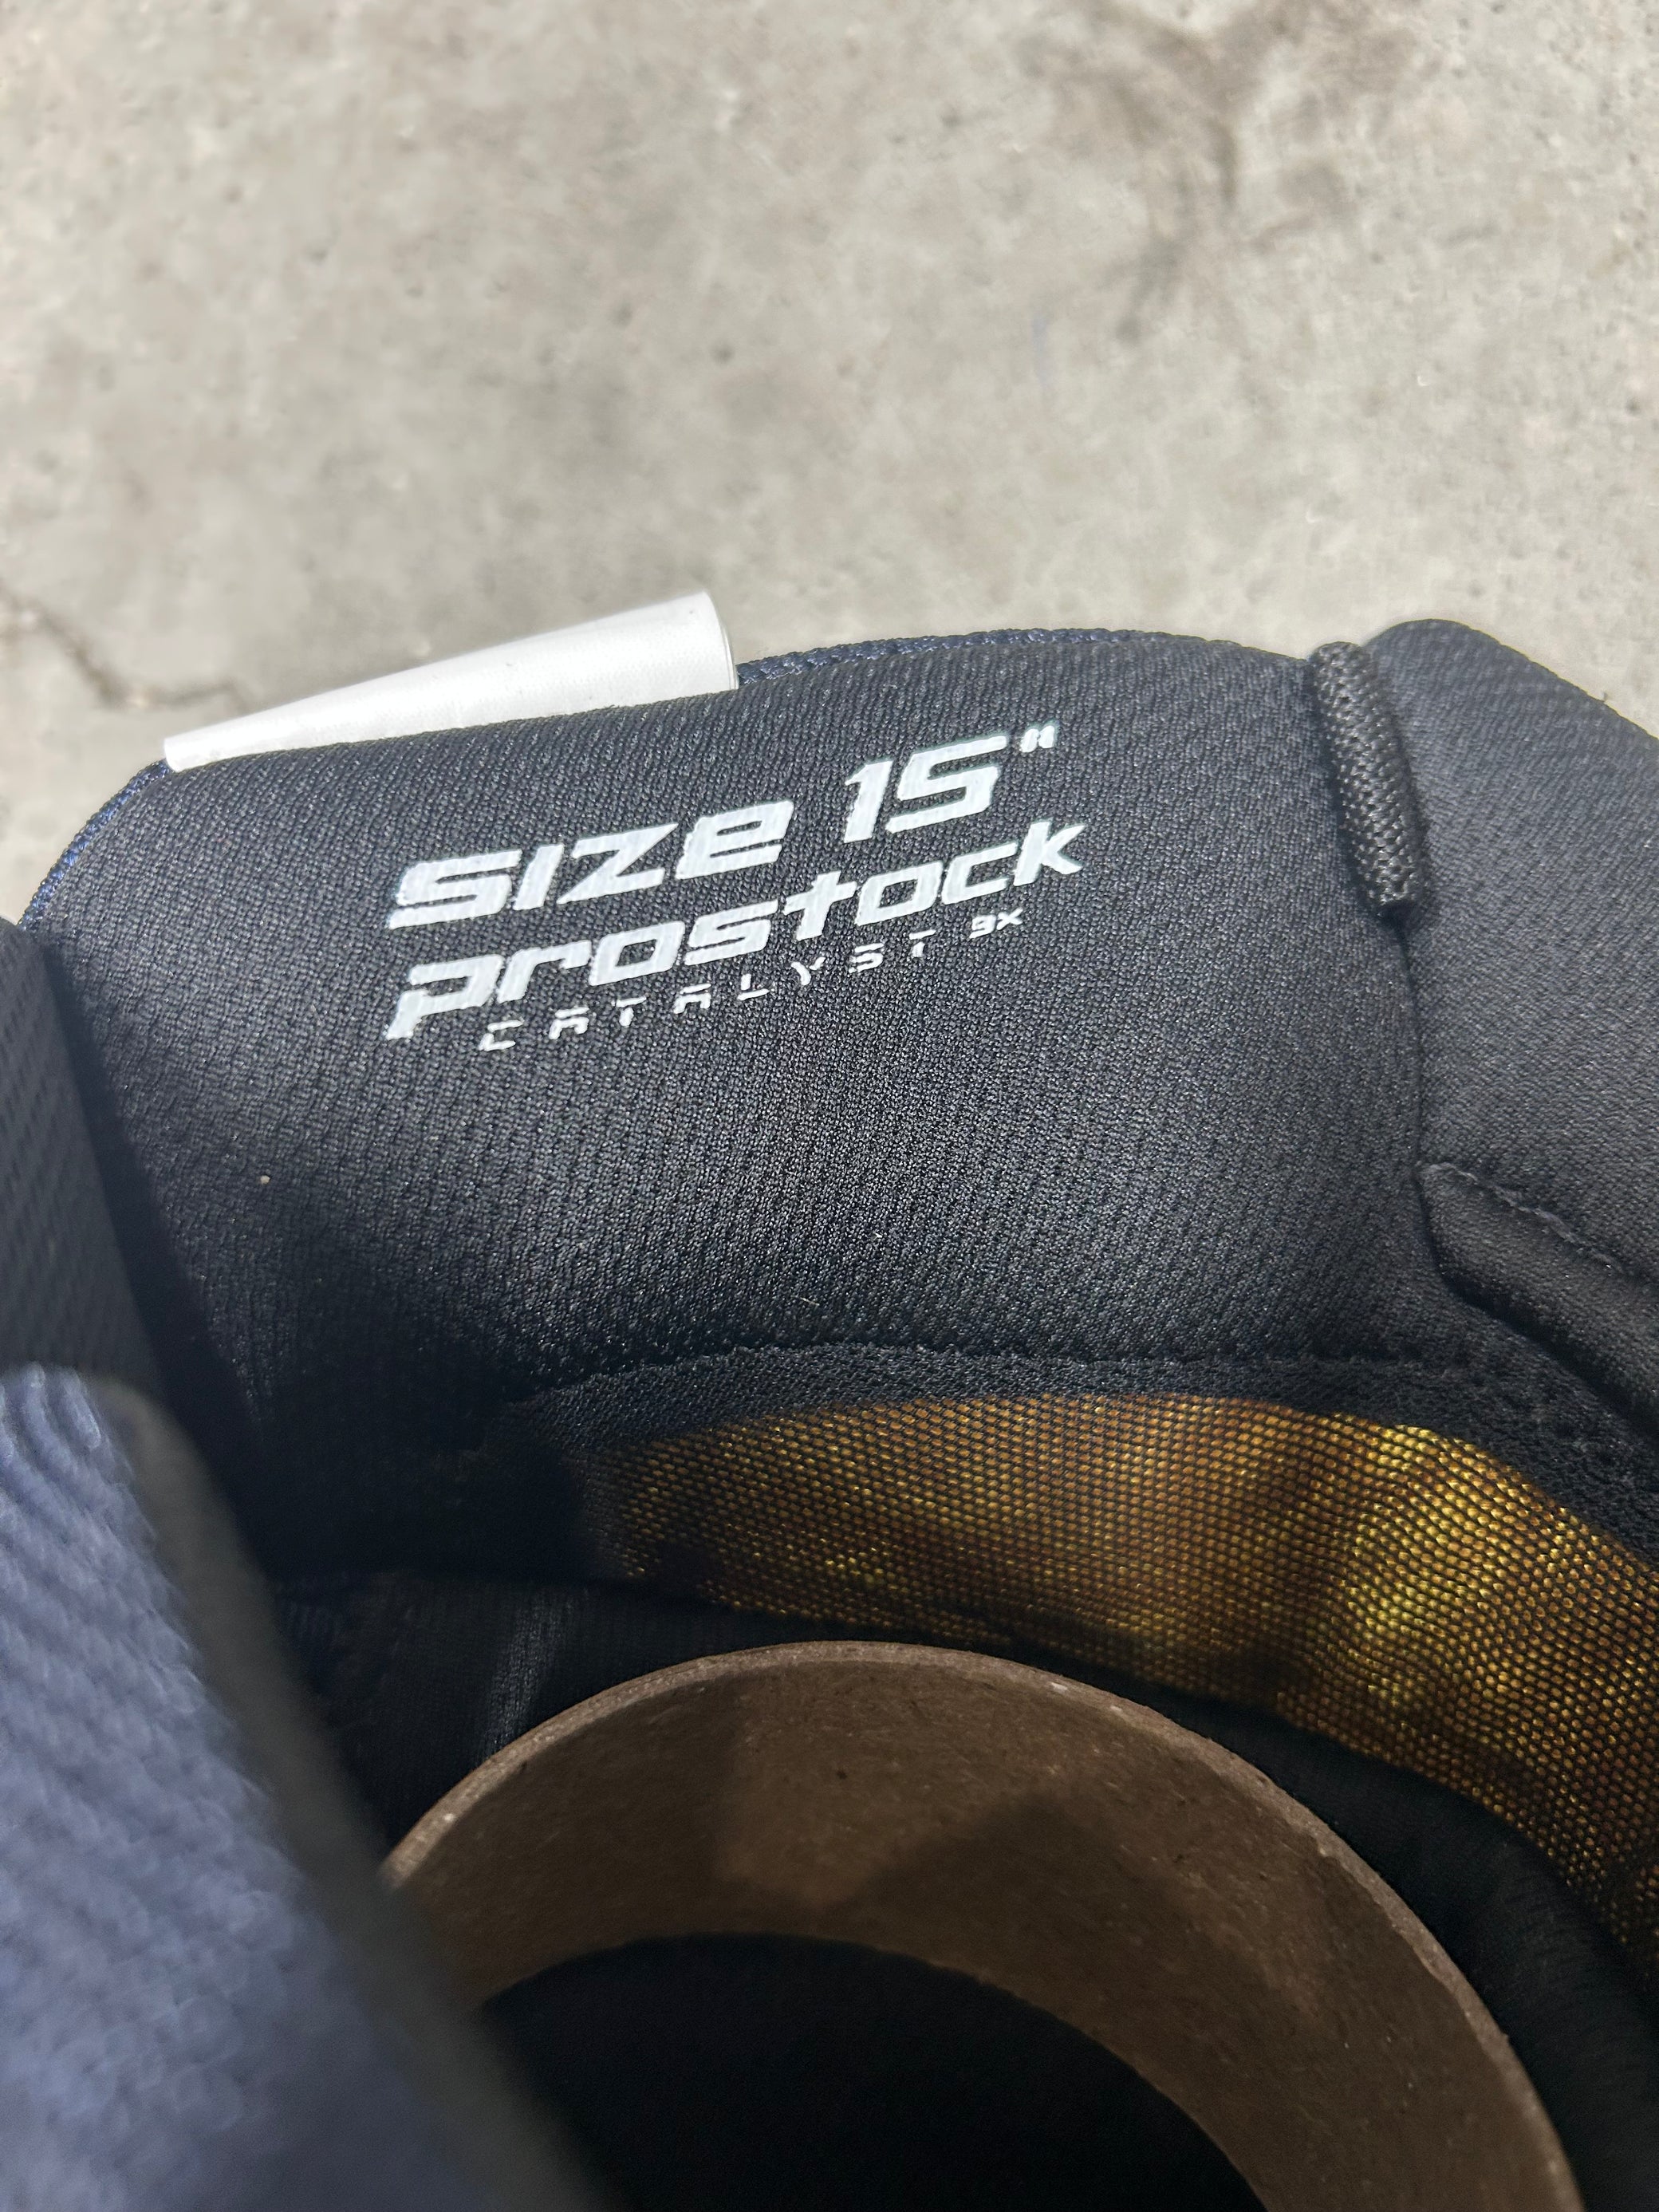 SIZE 15"
Prostock
CATALYST 9X